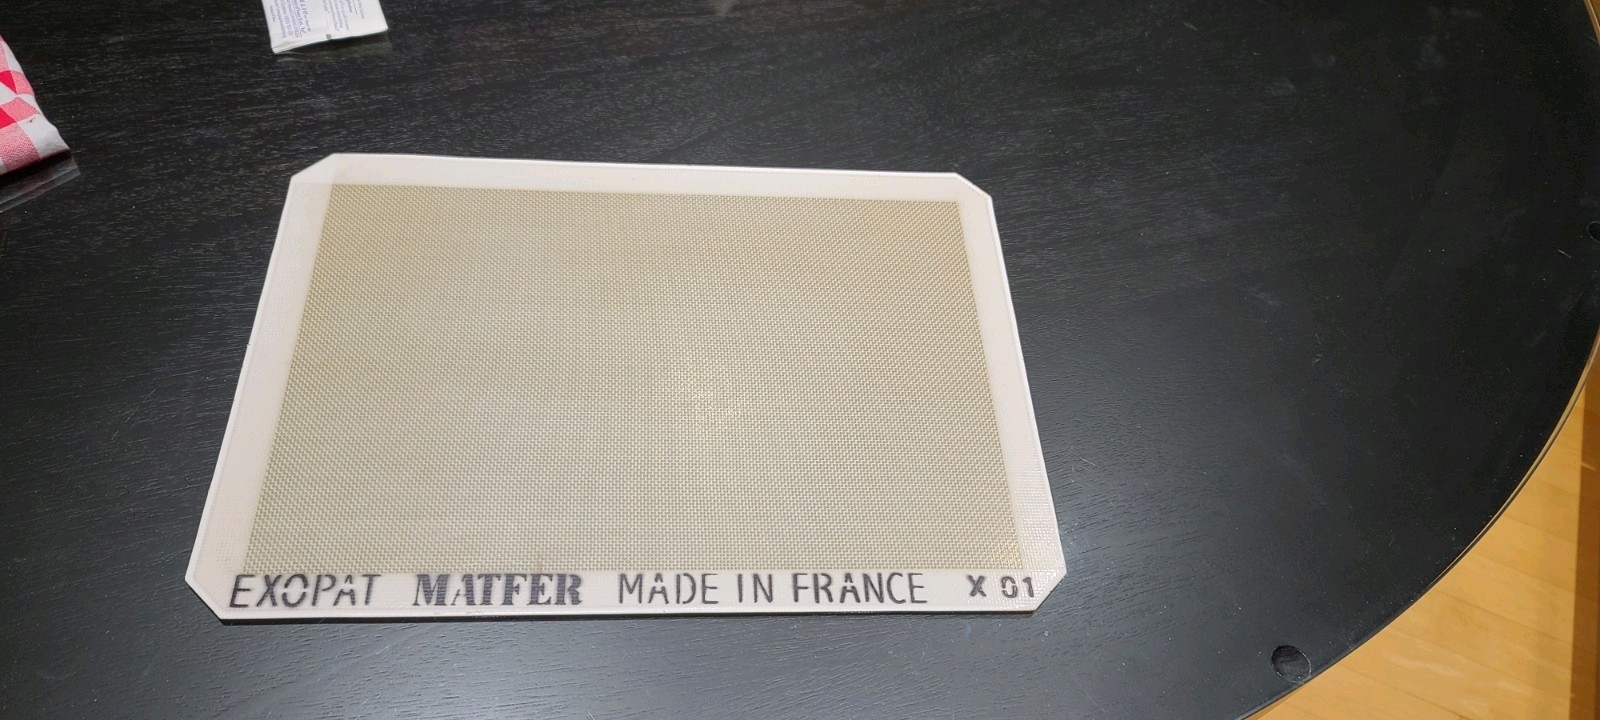 EXOPAT MATFER MADE IN FRANCE X 01